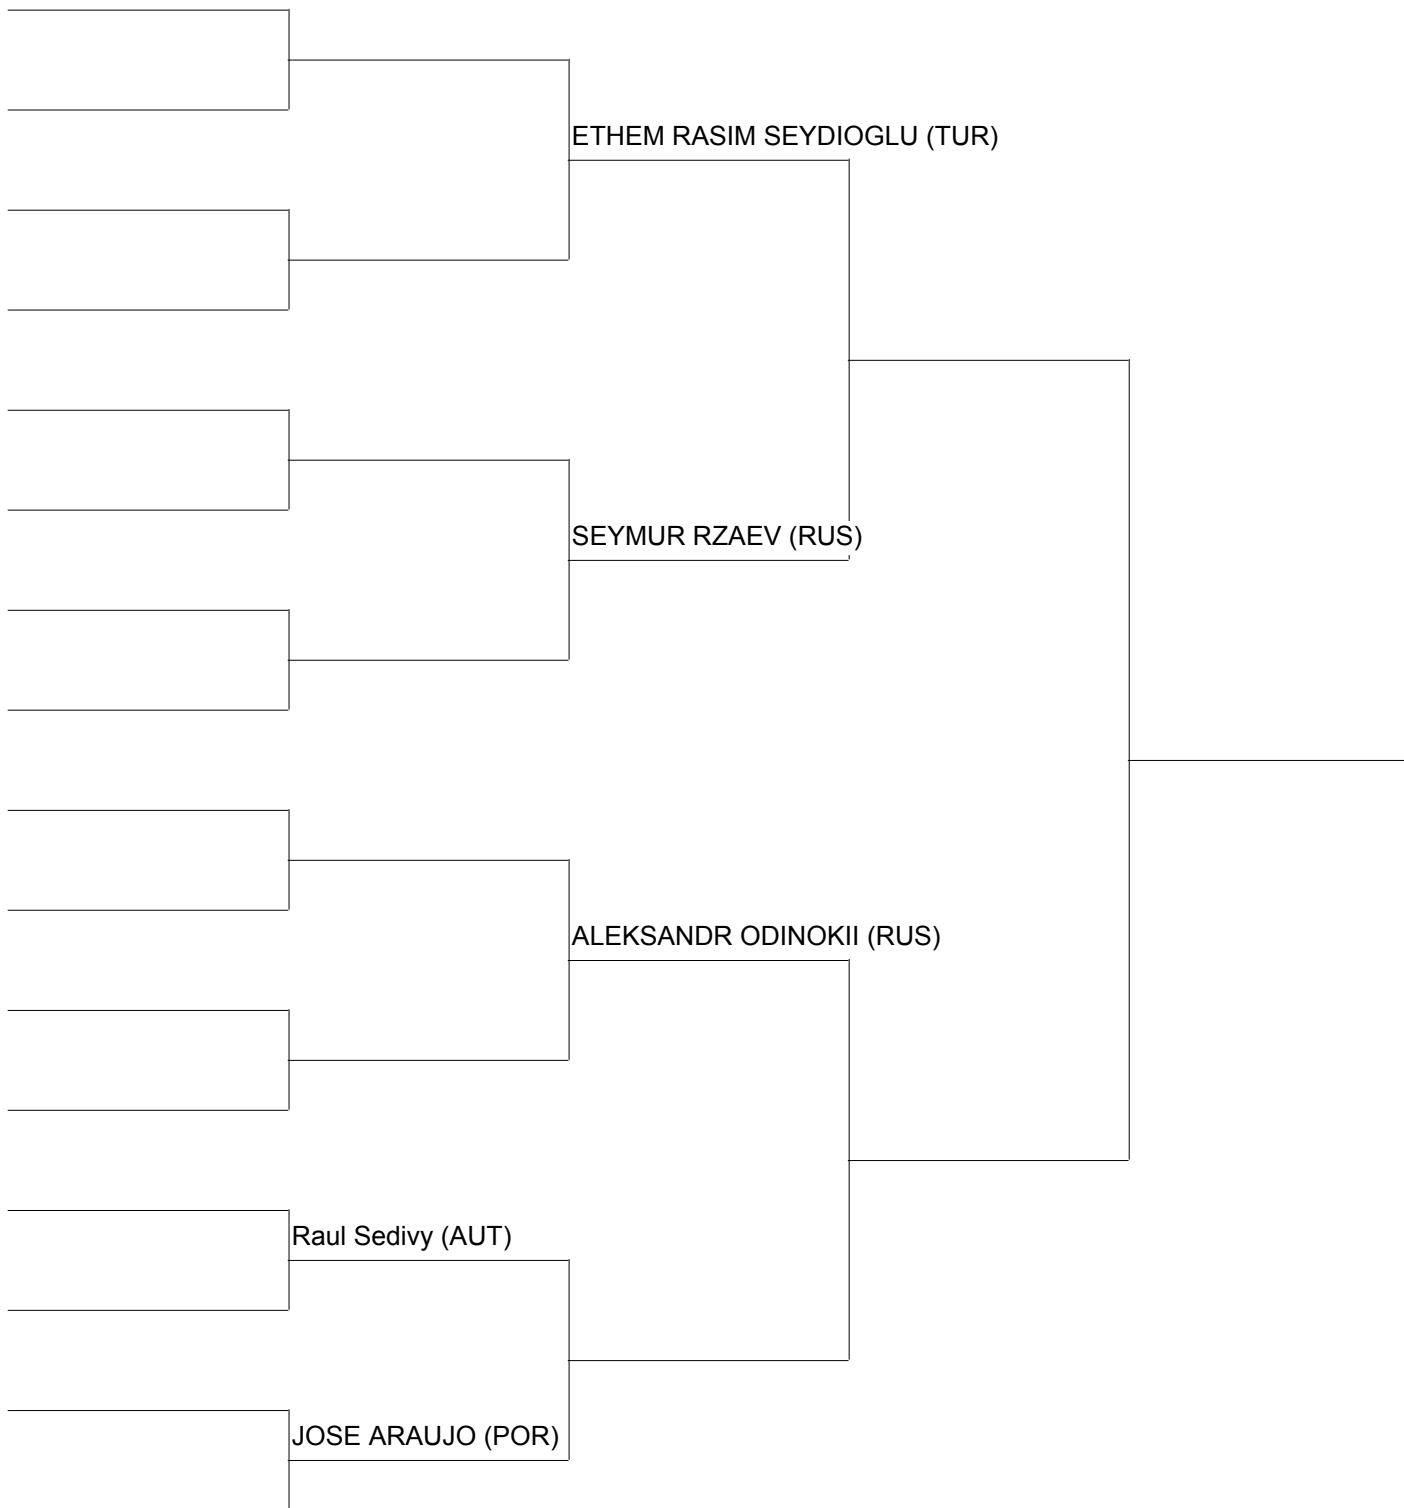 ETHEM RASIM SEYDIOGLU (TUR)
SEYMUR RZAEV (RUS)
ALEKSANDR ODINOKII (RUS)
Raul Sedivy (AUT)
JOSE ARAUJO (POR)